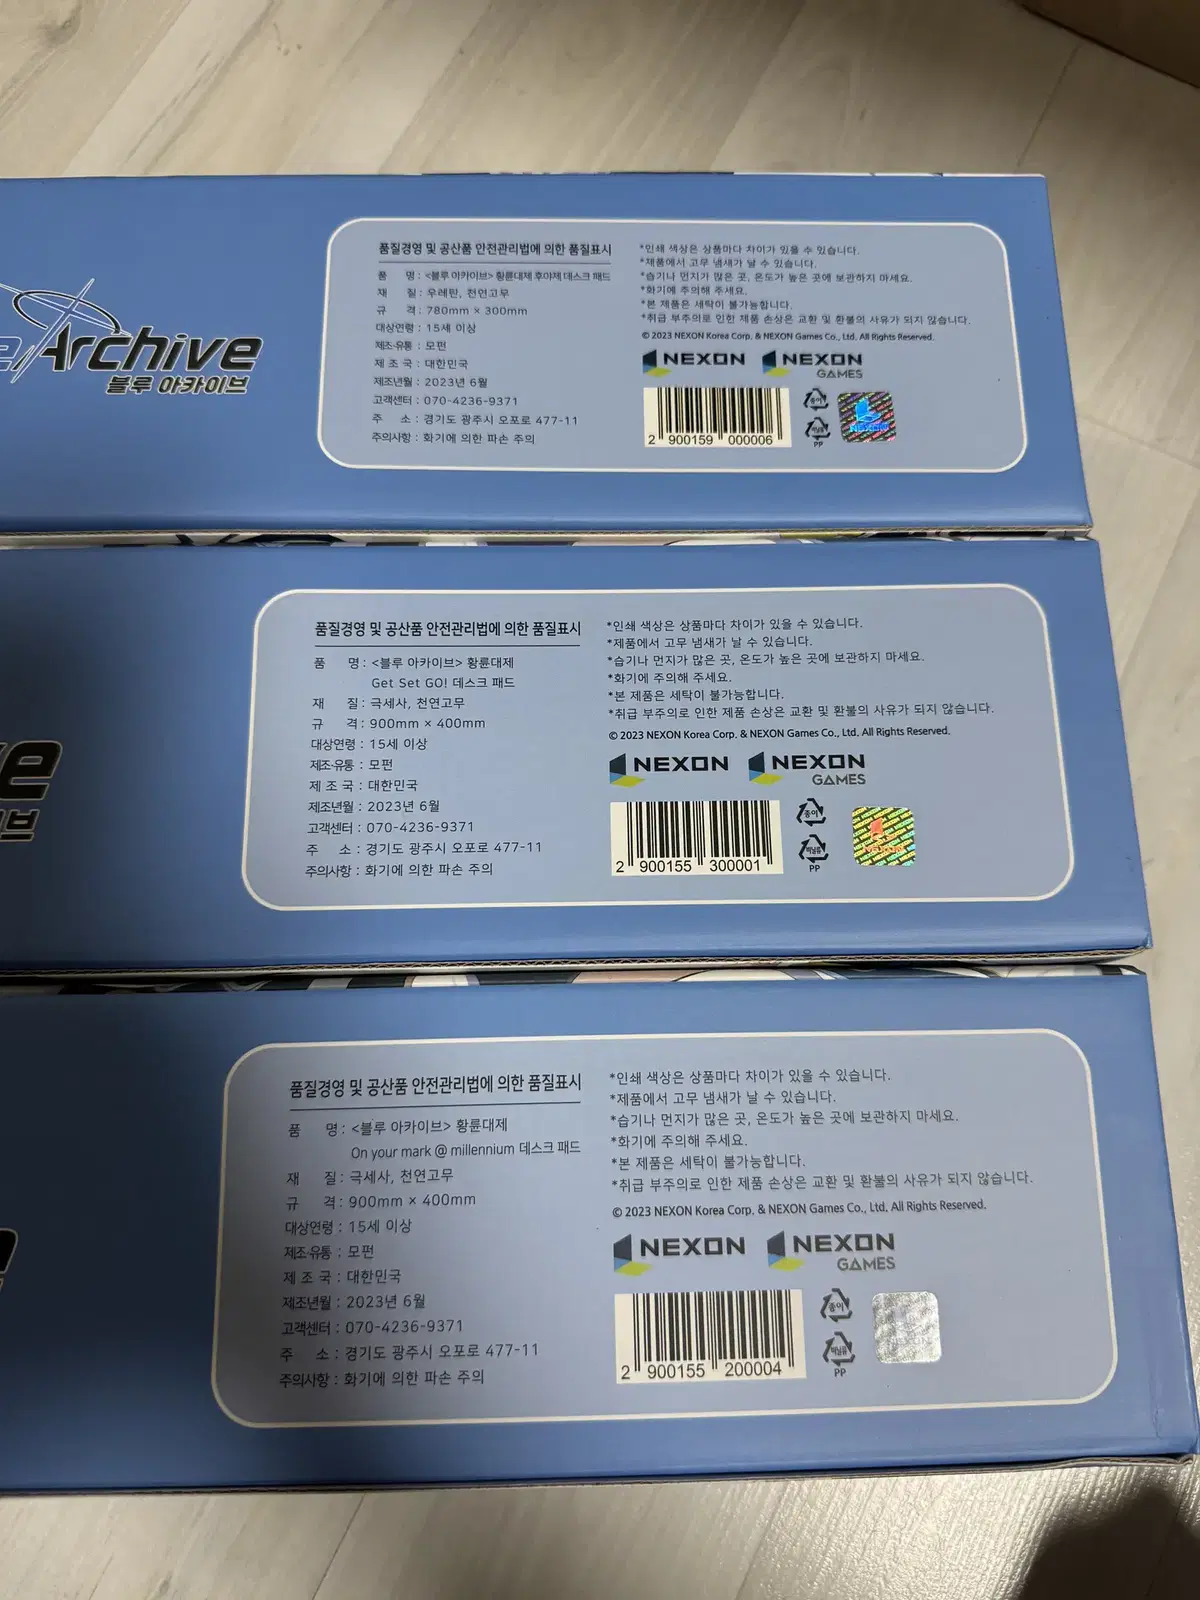 Archive
블루 아카이브
품질경영 및 공산품 안전관리법에 의한 품질표시
품 명 : <블루 아카이브> 황륜대제 후야제 데스크 패드
재 질 : 우레탄, 천연고무
규 격 : 780mm × 300mm
대상연령 : 15세 이상
제조·유통 : 모펀
제 조 국 : 대한민국
제조년월 : 2023년 6월
고객센터 : 070-4236-9371
주 소 : 경기도 광주시 오포로 477-11
주의사항 : 화기에 의한 파손 주의
*인쇄 색상은 상품마다 차이가 있을 수 있습니다.
*제품에서 고무 냄새가 날 수 있습니다.
*습기나 먼지가 많은 곳, 온도가 높은 곳에 보관하지 마세요.
*화기에 주의해 주세요.
*본 제품은 세탁이 불가능합니다.
*취급 부주의로 인한 제품 손상은 교환 및 환불의 사유가 되지 않습니다.
© 2023 NEXON Korea Corp. & NEXON Games Co., Ltd. All Rights Reserved.
NEXON NEXON
GAMES
2 900159 000006
종이
비닐류
PP
NEXON
품질경영 및 공산품 안전관리법에 의한 품질표시
품 명 : <블루 아카이브> 황륜대제
Get Set GO! 데스크 패드
재 질 : 극세사, 천연고무
규 격 : 900mm × 400mm
대상연령 : 15세 이상
제조·유통 : 모펀
제 조 국 : 대한민국
제조년월 : 2023년 6월
고객센터 : 070-4236-9371
주 소 : 경기도 광주시 오포로 477-11
주의사항 : 화기에 의한 파손 주의
*인쇄 색상은 상품마다 차이가 있을 수 있습니다.
*제품에서 고무 냄새가 날 수 있습니다.
*습기나 먼지가 많은 곳, 온도가 높은 곳에 보관하지 마세요.
*화기에 주의해 주세요.
*본 제품은 세탁이 불가능합니다.
*취급 부주의로 인한 제품 손상은 교환 및 환불의 사유가 되지 않습니다.
© 2023 NEXON Korea Corp. & NEXON Games Co., Ltd. All Rights Reserved.
NEXON NEXON
GAMES
2 900155 300001
종이
비닐류
PP
품질경영 및 공산품 안전관리법에 의한 품질표시
품 명 : <블루 아카이브> 황륜대제
On your mark @ millennium 데스크 패드
재 질 : 극세사, 천연고무
규 격 : 900mm × 400mm
대상연령 : 15세 이상
제조·유통 : 모펀
제 조 국 : 대한민국
제조년월 : 2023년 6월
고객센터 : 070-4236-9371
주 소 : 경기도 광주시 오포로 477-11
주의사항 : 화기에 의한 파손 주의
*인쇄 색상은 상품마다 차이가 있을 수 있습니다.
*제품에서 고무 냄새가 날 수 있습니다.
*습기나 먼지가 많은 곳, 온도가 높은 곳에 보관하지 마세요.
*화기에 주의해 주세요.
*본 제품은 세탁이 불가능합니다.
*취급 부주의로 인한 제품 손상은 교환 및 환불의 사유가 되지 않습니다.
© 2023 NEXON Korea Corp. & NEXON Games Co., Ltd. All Rights Reserved.
NEXON NEXON
GAMES
2 900155 200004
종이
비닐류
PP